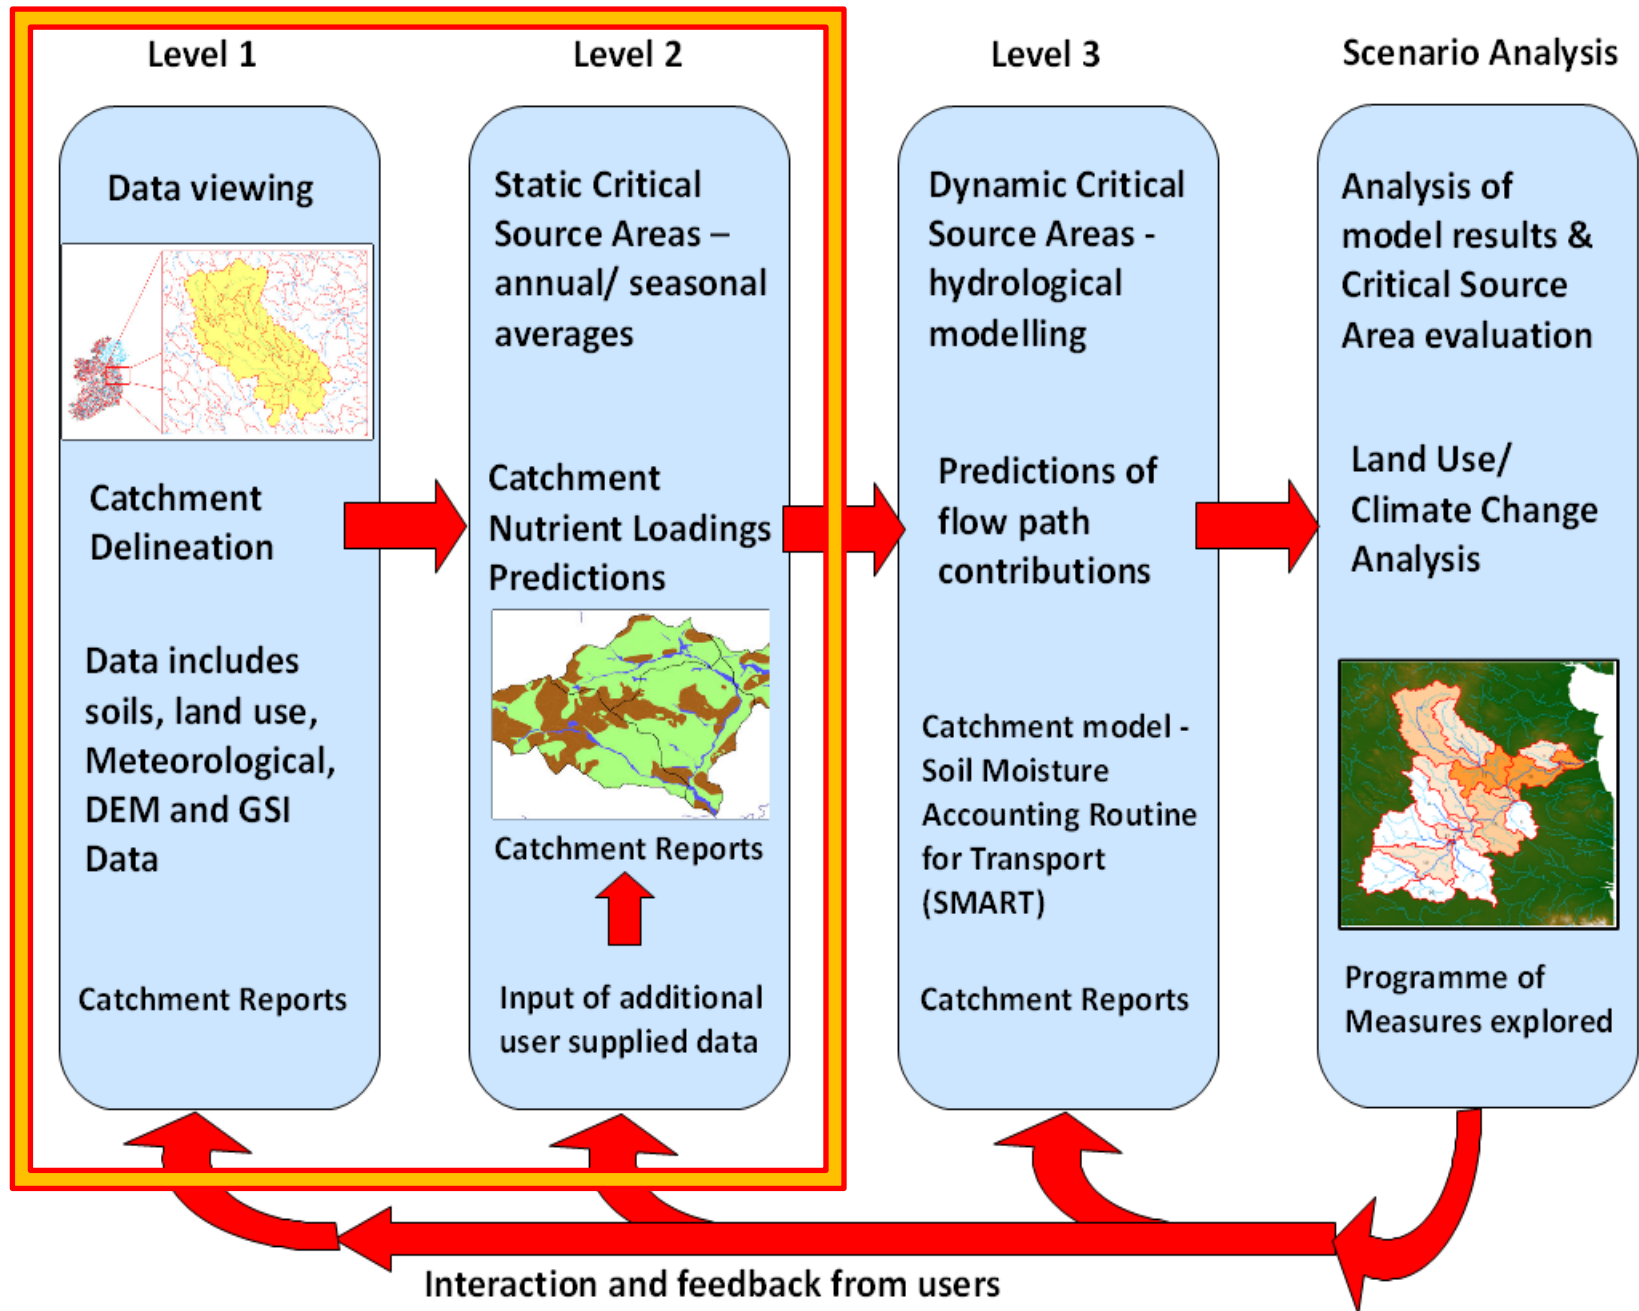 Level 1
Data viewing
Catchment
Delineation
Data includes
soils, land use,
Meteorological,
DEM and GSI
Data
Catchment Reports
Level 2
Static Critical
Source Areas –
annual/ seasonal
averages
Catchment
Nutrient Loadings
Predictions
Catchment Reports
Input of additional
user supplied data
Level 3
Dynamic Critical
Source Areas -
hydrological
modelling
Predictions of
flow path
contributions
Catchment model -
Soil Moisture
Accounting Routine
for Transport
(SMART)
Catchment Reports
Scenario Analysis
Analysis of
model results &
Critical Source
Area evaluation
Land Use/
Climate Change
Analysis
Programme of
Measures explored
Interaction and feedback from users